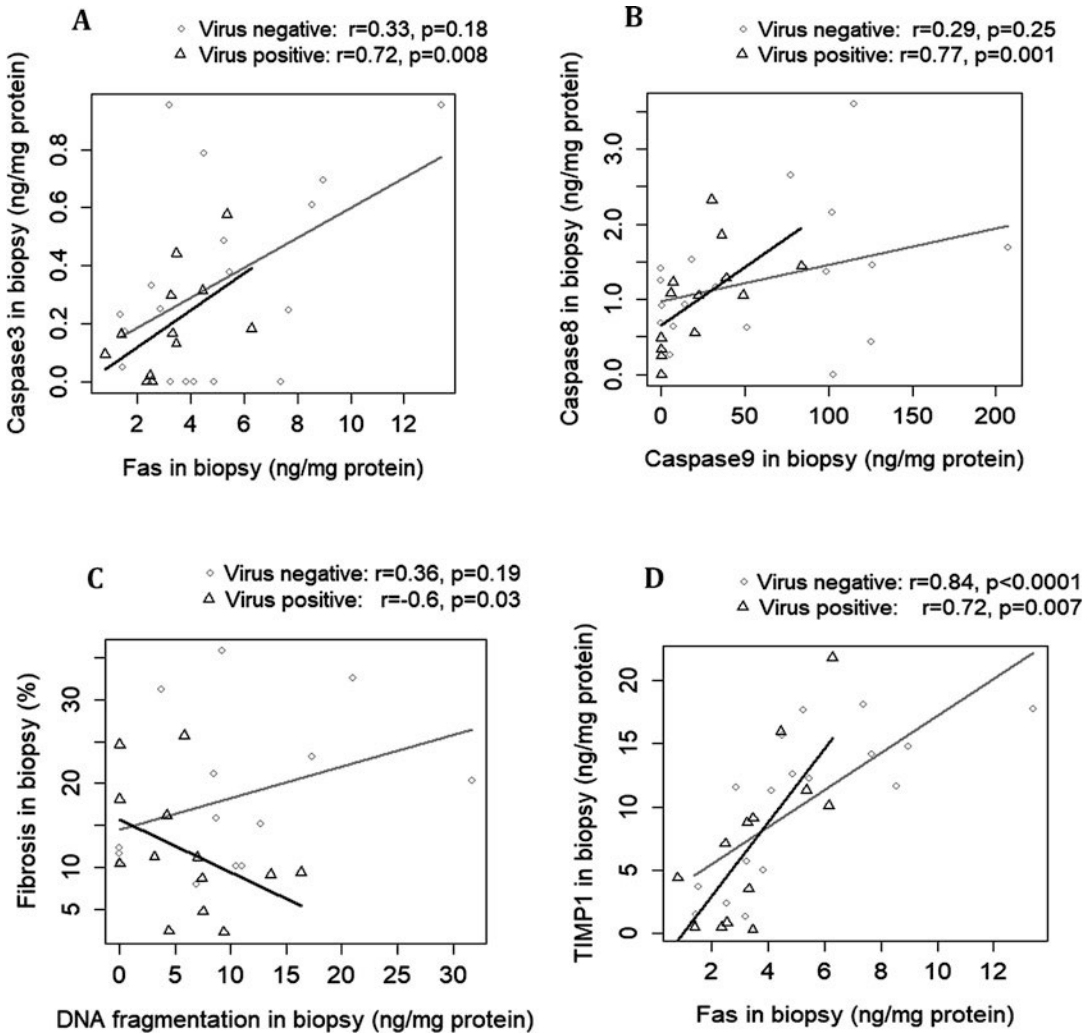 A
Virus negative: r=0.33, p=0.18
Virus positive: r=0.72, p=0.008
Caspase3 in biopsy (ng/mg protein)
0.8
0.6
0.4
0.2
0.0
2 4 6 8 10 12
Fas in biopsy (ng/mg protein)
B
Virus negative: r=0.29, p=0.25
Virus positive: r=0.77, p=0.001
Caspase8 in biopsy (ng/mg protein)
3.0
2.0
1.0
0.0
0 50 100 150 200
Caspase9 in biopsy (ng/mg protein)
C
Virus negative: r=0.36, p=0.19
Virus positive: r=-0.6, p=0.03
Fibrosis in biopsy (%)
30
20
10
5
0 5 10 15 20 25 30
DNA fragmentation in biopsy (ng/mg protein)
D
Virus negative: r=0.84, p<0.0001
Virus positive: r=0.72, p=0.007
TIMP1 in biopsy (ng/mg protein)
20
15
10
5
0
2 4 6 8 10 12
Fas in biopsy (ng/mg protein)